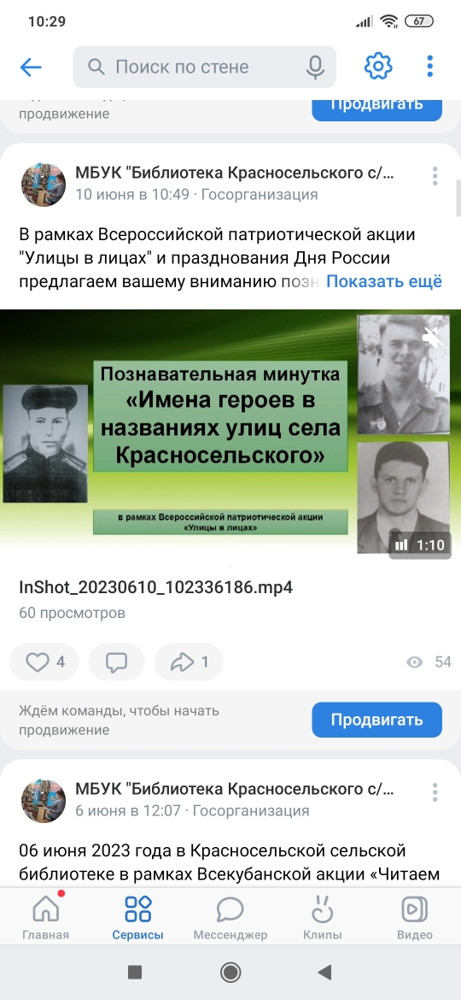 10:29
67
Поиск по стене
продвижение
Продвигать
МБУК "Библиотека Красносельского с/...
10 июня в 10:49 · Госорганизация
В рамках Всероссийской патриотической акции
"Улицы в лицах" и празднования Дня России
предлагаем вашему вниманию позн Показать ещё
Познавательная минутка
«Имена героев в
названиях улиц села
Красносельского»
в рамках Всероссийской патриотической акции
«Улицы в лицах»
1:10
InShot_20230610_102336186.mp4
60 просмотров
4
1
54
Ждём команды, чтобы начать
продвижение
Продвигать
МБУК "Библиотека Красносельского с/...
6 июня в 12:07 · Госорганизация
06 июня 2023 года в Красносельской сельской
библиотеке в рамках Всекубанской акции «Читаем
Главная
Сервисы
Мессенджер
Клипы
Видео